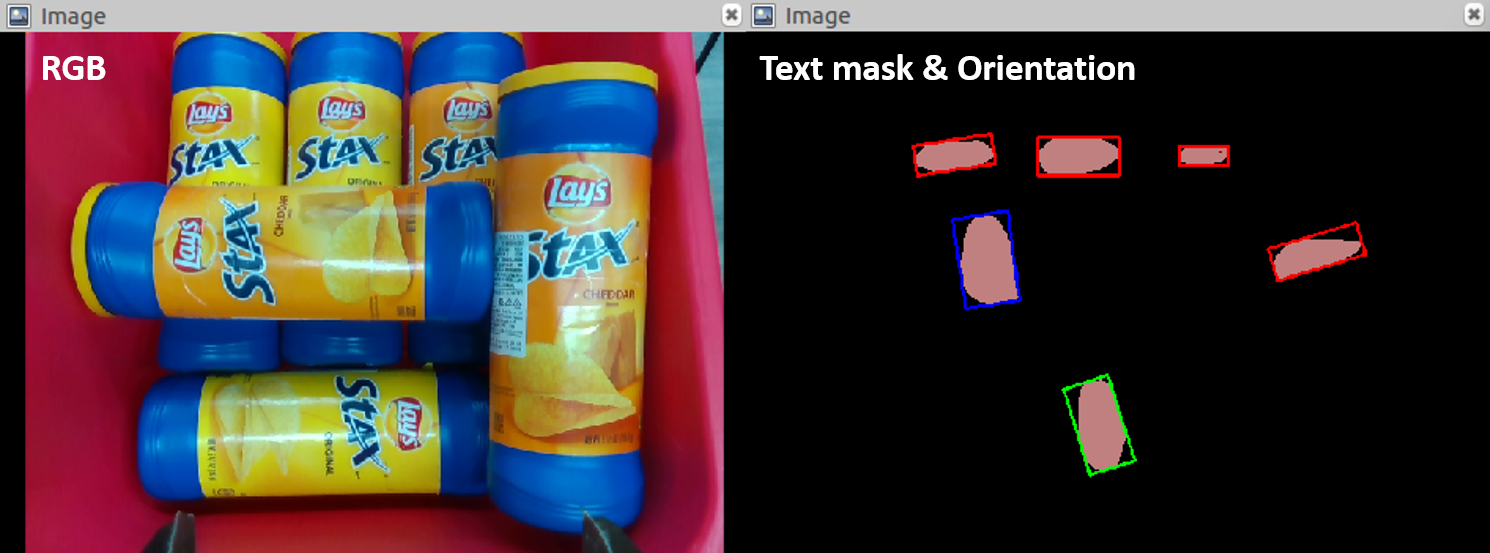 Image
Image
RGB
Text mask & Orientation
Lay's
Lay's
Lay's
STAX
STAX
STAX
ORIGINAL
Lay's
STAX
CHEDDAR
Lay's
STAX
CHEDDAR
Lay's
STAX
ORIGINAL